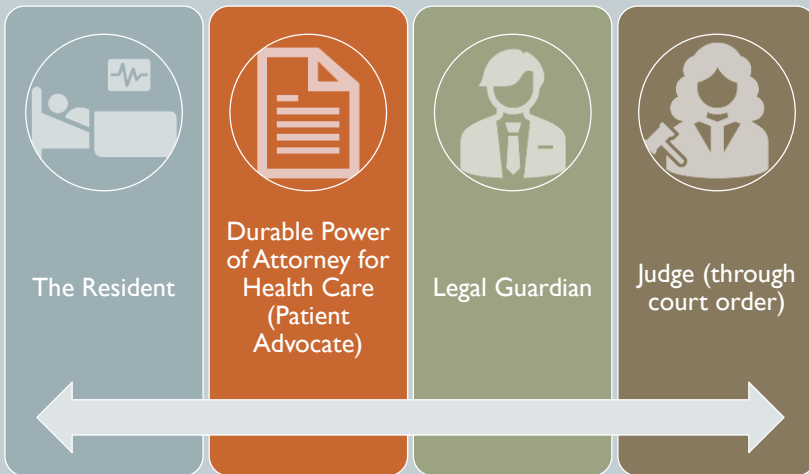 The Resident
Durable Power
of Attorney for
Health Care
(Patient
Advocate)
Legal Guardian
Judge (through
court order)